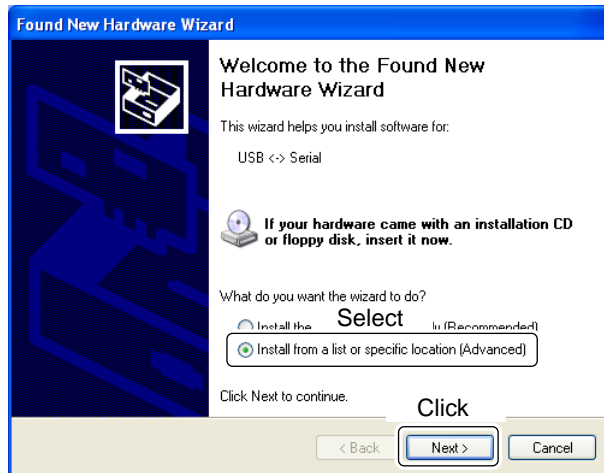 Found New Hardware Wizard
Welcome to the Found New
Hardware Wizard
This wizard helps you install software for:
USB <-> Serial
If your hardware came with an installation CD
or floppy disk, insert it now.
What do you want the wizard to do?
Select
Install the (Recommended)
Install from a list or specific location (Advanced)
Click Next to continue.
Click
< Back
Next >
Cancel